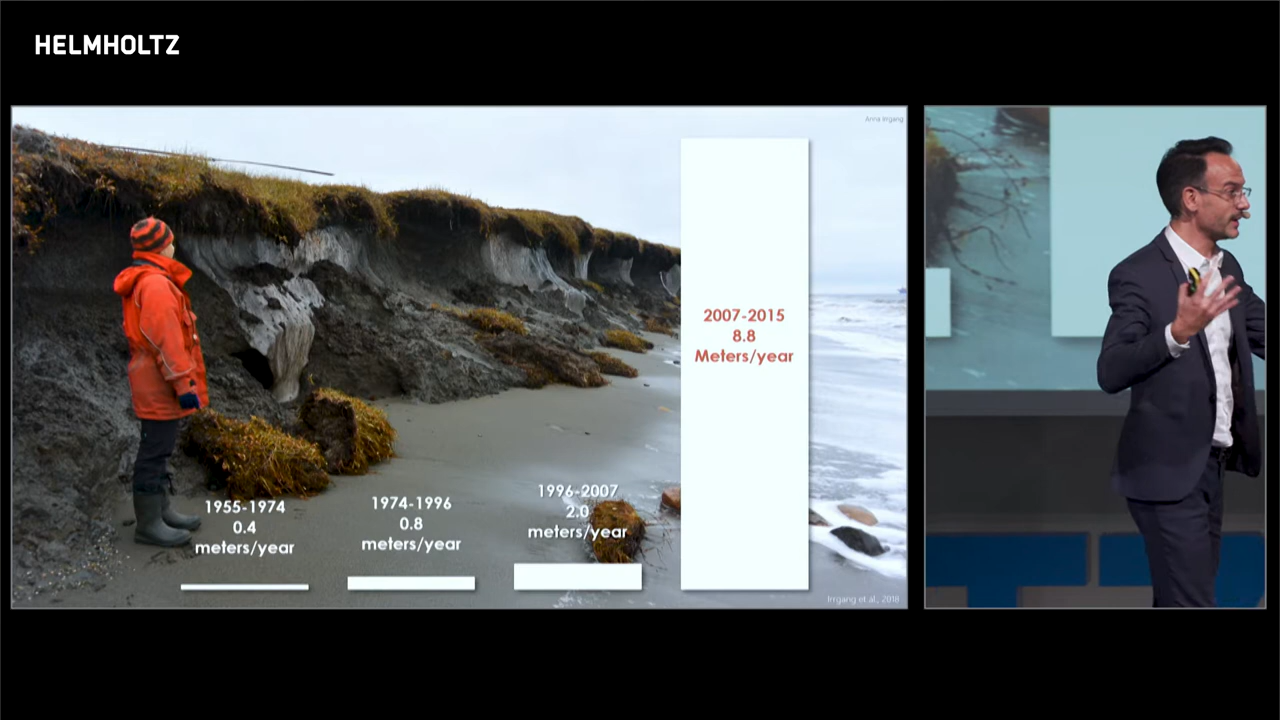 HELMHOLTZ
Anna Irrgang
1955-1974
0.4
meters/year
1974-1996
0.8
meters/year
1996-2007
2.0
meters/year
2007-2015
8.8
Meters/year
Irrgang et al., 2018